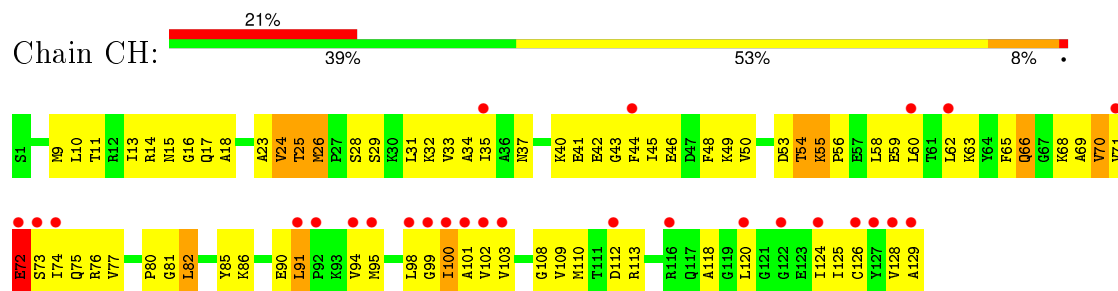 21%
Chain CH:
39% 53% 8% •
S1 M9 L10 T11 R12 I13 R14 N15 G16 Q17 A18 A23 V24 T25 M26 P27 S28 S29 K30 L31 K32 V33 A34 I35 A36 N37 K40 E41 E42 G43 F44 I45 E46 D47 F48 K49 V50 D53 T54 K55 P56 E57 L58 E59 L60 T61 L62 K63 Y64 F65 Q66 G67 K68 A69 V70 V71
E72 S73 I74 Q75 R76 V77 P80 G81 L82 Y85 K86 E90 L91 P92 K93 V94 M95 L98 G99 I100 A101 V102 V103 G108 V109 M110 T111 D112 R113 R116 Q117 A118 G119 L120 G121 G122 E123 I124 I125 C126 Y127 V128 A129